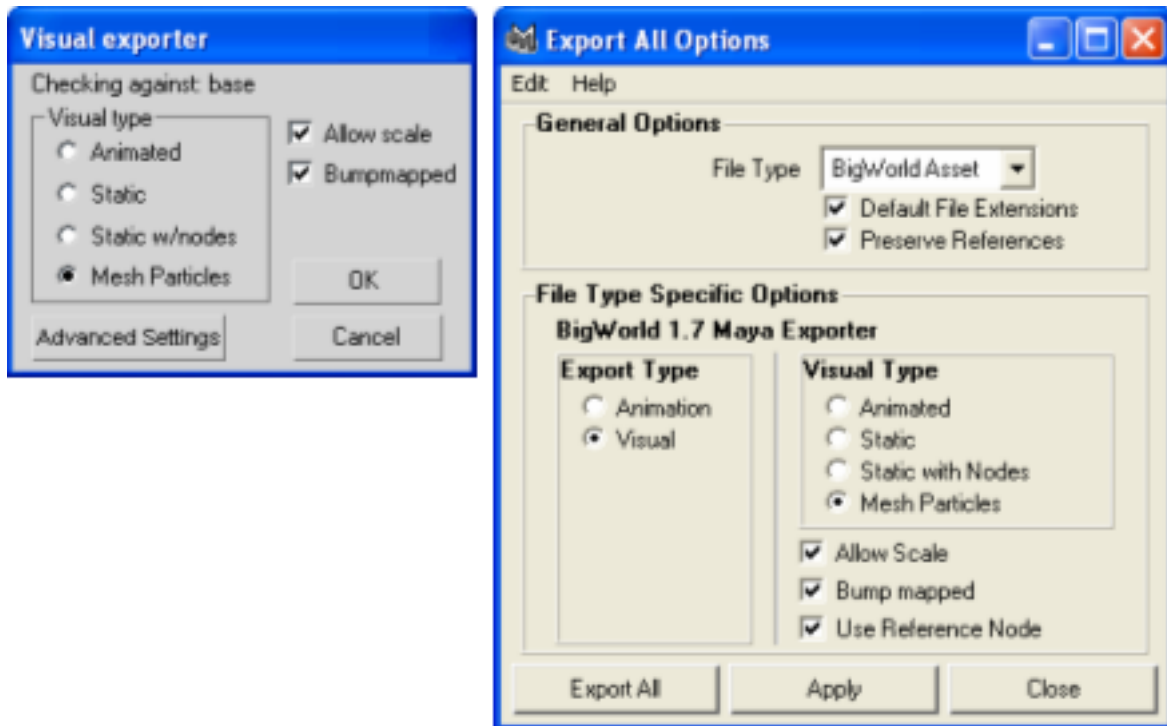 Visual exporter
Checking against: base
Visual type
Animated
Static
Static w/nodes
Mesh Particles
Allow scale
Bumpmapped
OK
Advanced Settings
Cancel
Export All Options
Edit Help
General Options
File Type BigWorld Asset
Default File Extensions
Preserve References
File Type Specific Options
BigWorld 1.7 Maya Exporter
Export Type
Animation
Visual
Visual Type
Animated
Static
Static with Nodes
Mesh Particles
Allow Scale
Bump mapped
Use Reference Node
Export All Apply Close